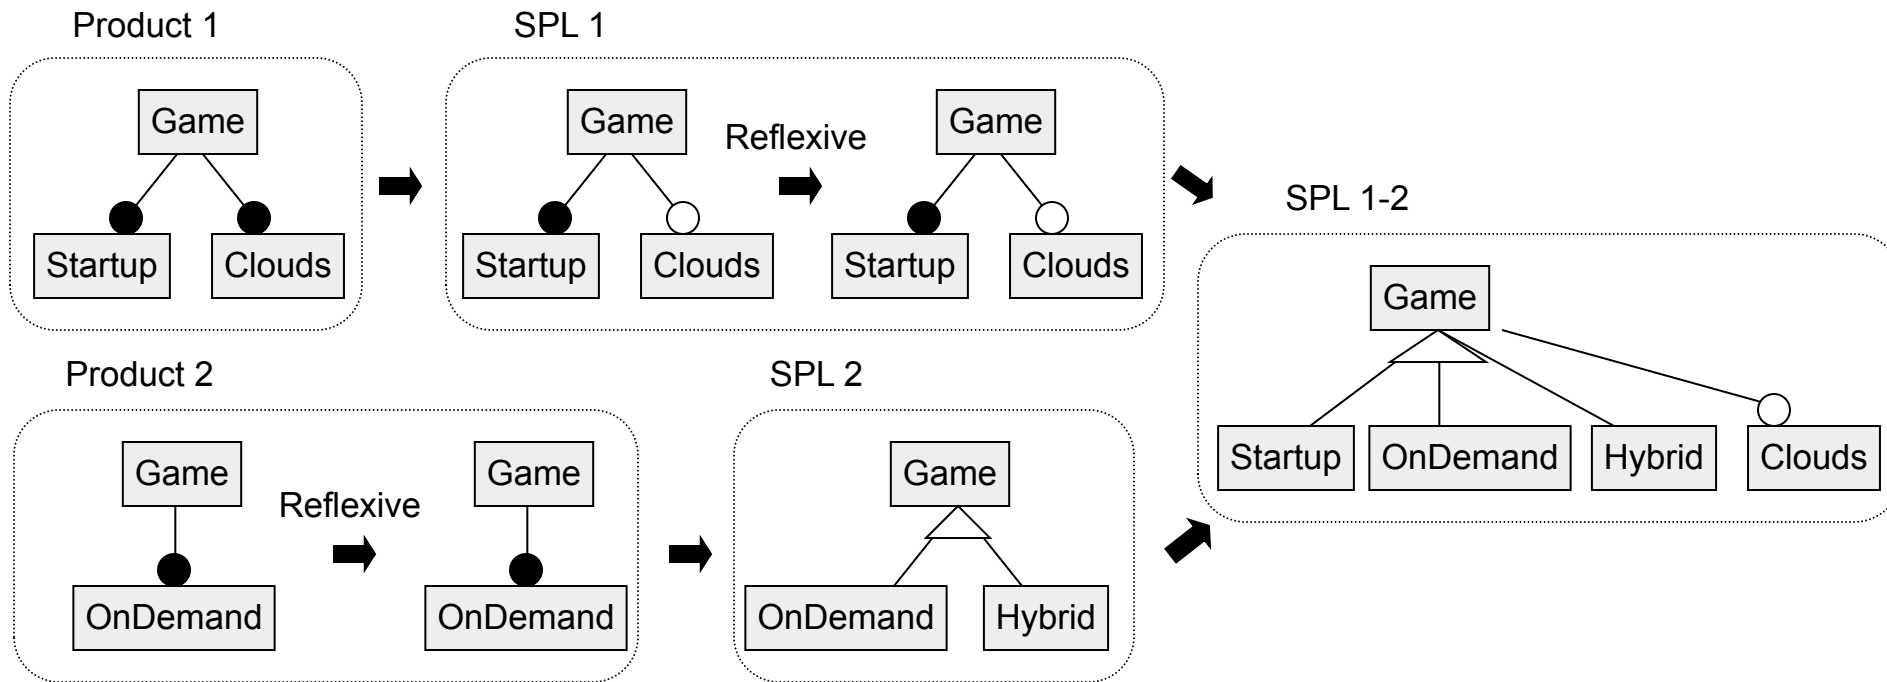 Product 1
Game
Startup
Clouds
SPL 1
Game
Startup
Clouds
Reflexive
Game
Startup
Clouds
Product 2
Game
OnDemand
Reflexive
Game
OnDemand
SPL 2
Game
OnDemand
Hybrid
SPL 1-2
Game
Startup
OnDemand
Hybrid
Clouds